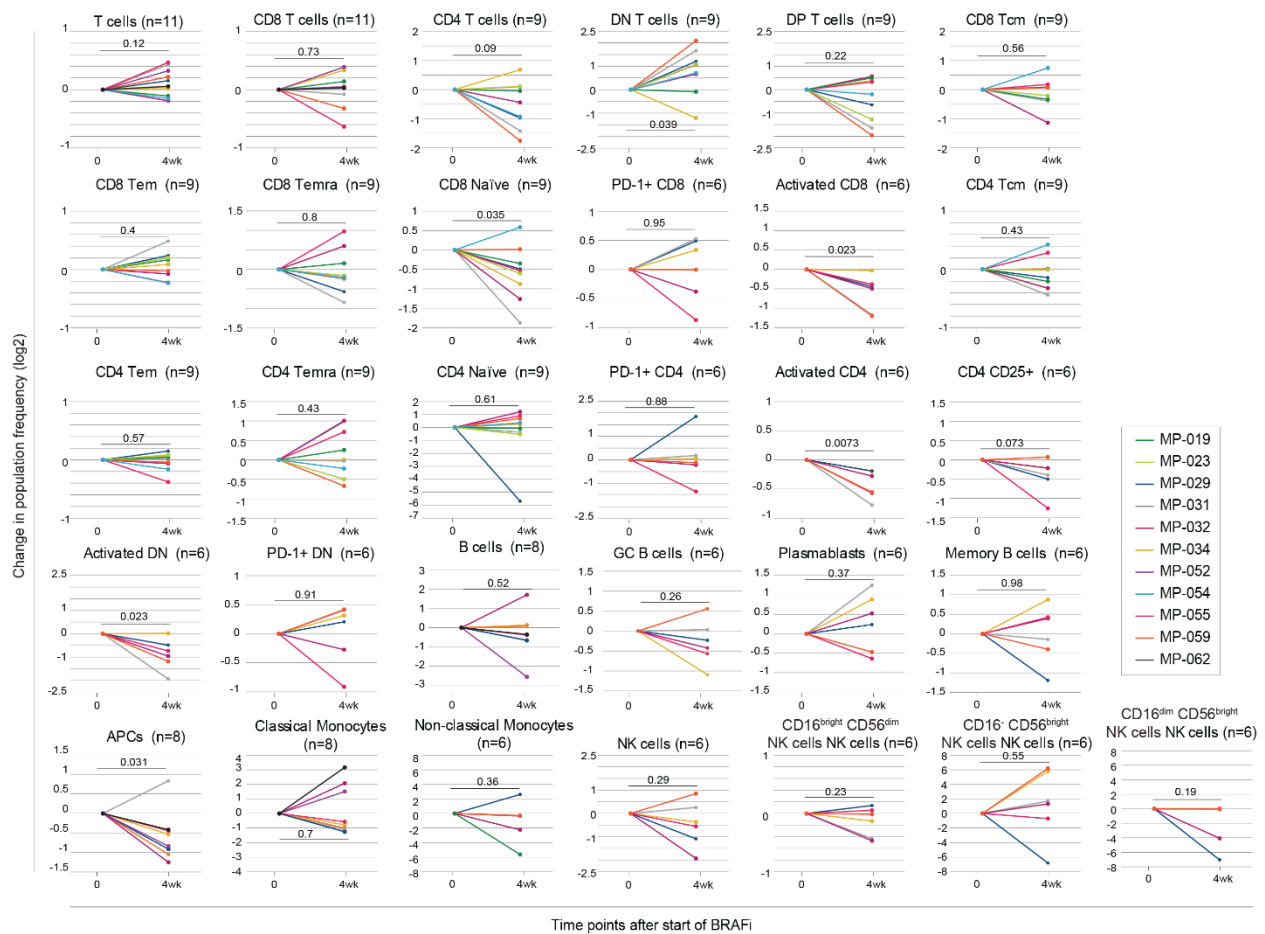 T cells (n=11)
CD8 T cells (n=11)
CD4 T cells (n=9)
DN T cells (n=9)
DP T cells (n=9)
CD8 Tcm (n=9)
1
0
-1
0.12
0 4wk
1
0
-1
0.73
0 4wk
2
1
0
-1
-2
0.09
0 4wk
2.5
0
-2.5
0.039
0 4wk
2.5
0
-2.5
0.22
0 4wk
2
1
0
-1
-2
0.56
0 4wk
CD8 Tem (n=9)
CD8 Temra (n=9)
CD8 Naïve (n=9)
PD-1+ CD8 (n=6)
Activated CD8 (n=6)
CD4 Tcm (n=9)
1
0
-1
0.4
0 4wk
1.5
0
-1.5
0.8
0 4wk
1
0.5
0
-0.5
-1
-1.5
-2
0.035
0 4wk
1
0.5
0
-0.5
-1
0.95
0 4wk
1.5
1
0.5
0
-0.5
-1
-1.5
0.023
0 4wk
1
0
-1
0.43
0 4wk
CD4 Tem (n=9)
CD4 Temra (n=9)
CD4 Naïve (n=9)
PD-1+ CD4 (n=6)
Activated CD4 (n=6)
CD4 CD25+ (n=6)
1
0
-1
0.57
0 4wk
1.5
1
0.5
0
-0.5
-1
-1.5
0.43
0 4wk
2
1
0
-1
-2
-3
-4
-5
-6
-7
0.61
0 4wk
2.5
1
0
-1
-2.5
0.88
0 4wk
1
0.5
0
-0.5
-1
0.0073
0 4wk
1.5
1
0.5
0
-0.5
-1
-1.5
0.073
0 4wk
Activated DN (n=6)
PD-1+ DN (n=6)
B cells (n=8)
GC B cells (n=6)
Plasmablasts (n=6)
Memory B cells (n=6)
2.5
1
0
-1
-2.5
0.023
0 4wk
1
0.5
0
-0.5
-1
0.91
0 4wk
3
2
1
0
-1
-2
-3
0.52
0 4wk
1.5
1
0.5
0
-0.5
-1
-1.5
0.26
0 4wk
1.5
1
0.5
0
-0.5
-1
-1.5
0.37
0 4wk
1.5
1
0.5
0
-0.5
-1
-1.5
0.98
0 4wk
APCs (n=8)
Classical Monocytes
(n=8)
Non-classical Monocytes
(n=6)
NK cells (n=6)
CD16bright CD56dim
NK cells NK cells (n=6)
CD16- CD56bright
NK cells NK cells (n=6)
CD16dim CD56bright
NK cells NK cells (n=6)
1.5
1
0.5
0
-0.5
-1
-1.5
0.031
0 4wk
4
3
2
1
0
-1
-2
-3
-4
0.7
0 4wk
8
6
4
2
0
-2
-4
-6
-8
0.36
0 4wk
2.5
1
0
-1
-2.5
0.29
0 4wk
1
0
-1
0.23
0 4wk
8
6
4
2
0
-2
-4
-6
-8
0.55
0 4wk
8
6
4
2
0
-2
-4
-6
-8
0.19
0 4wk
MP-019
MP-023
MP-029
MP-031
MP-032
MP-034
MP-052
MP-054
MP-055
MP-059
MP-062
Change in population frequency (log2)
Time points after start of BRAFi